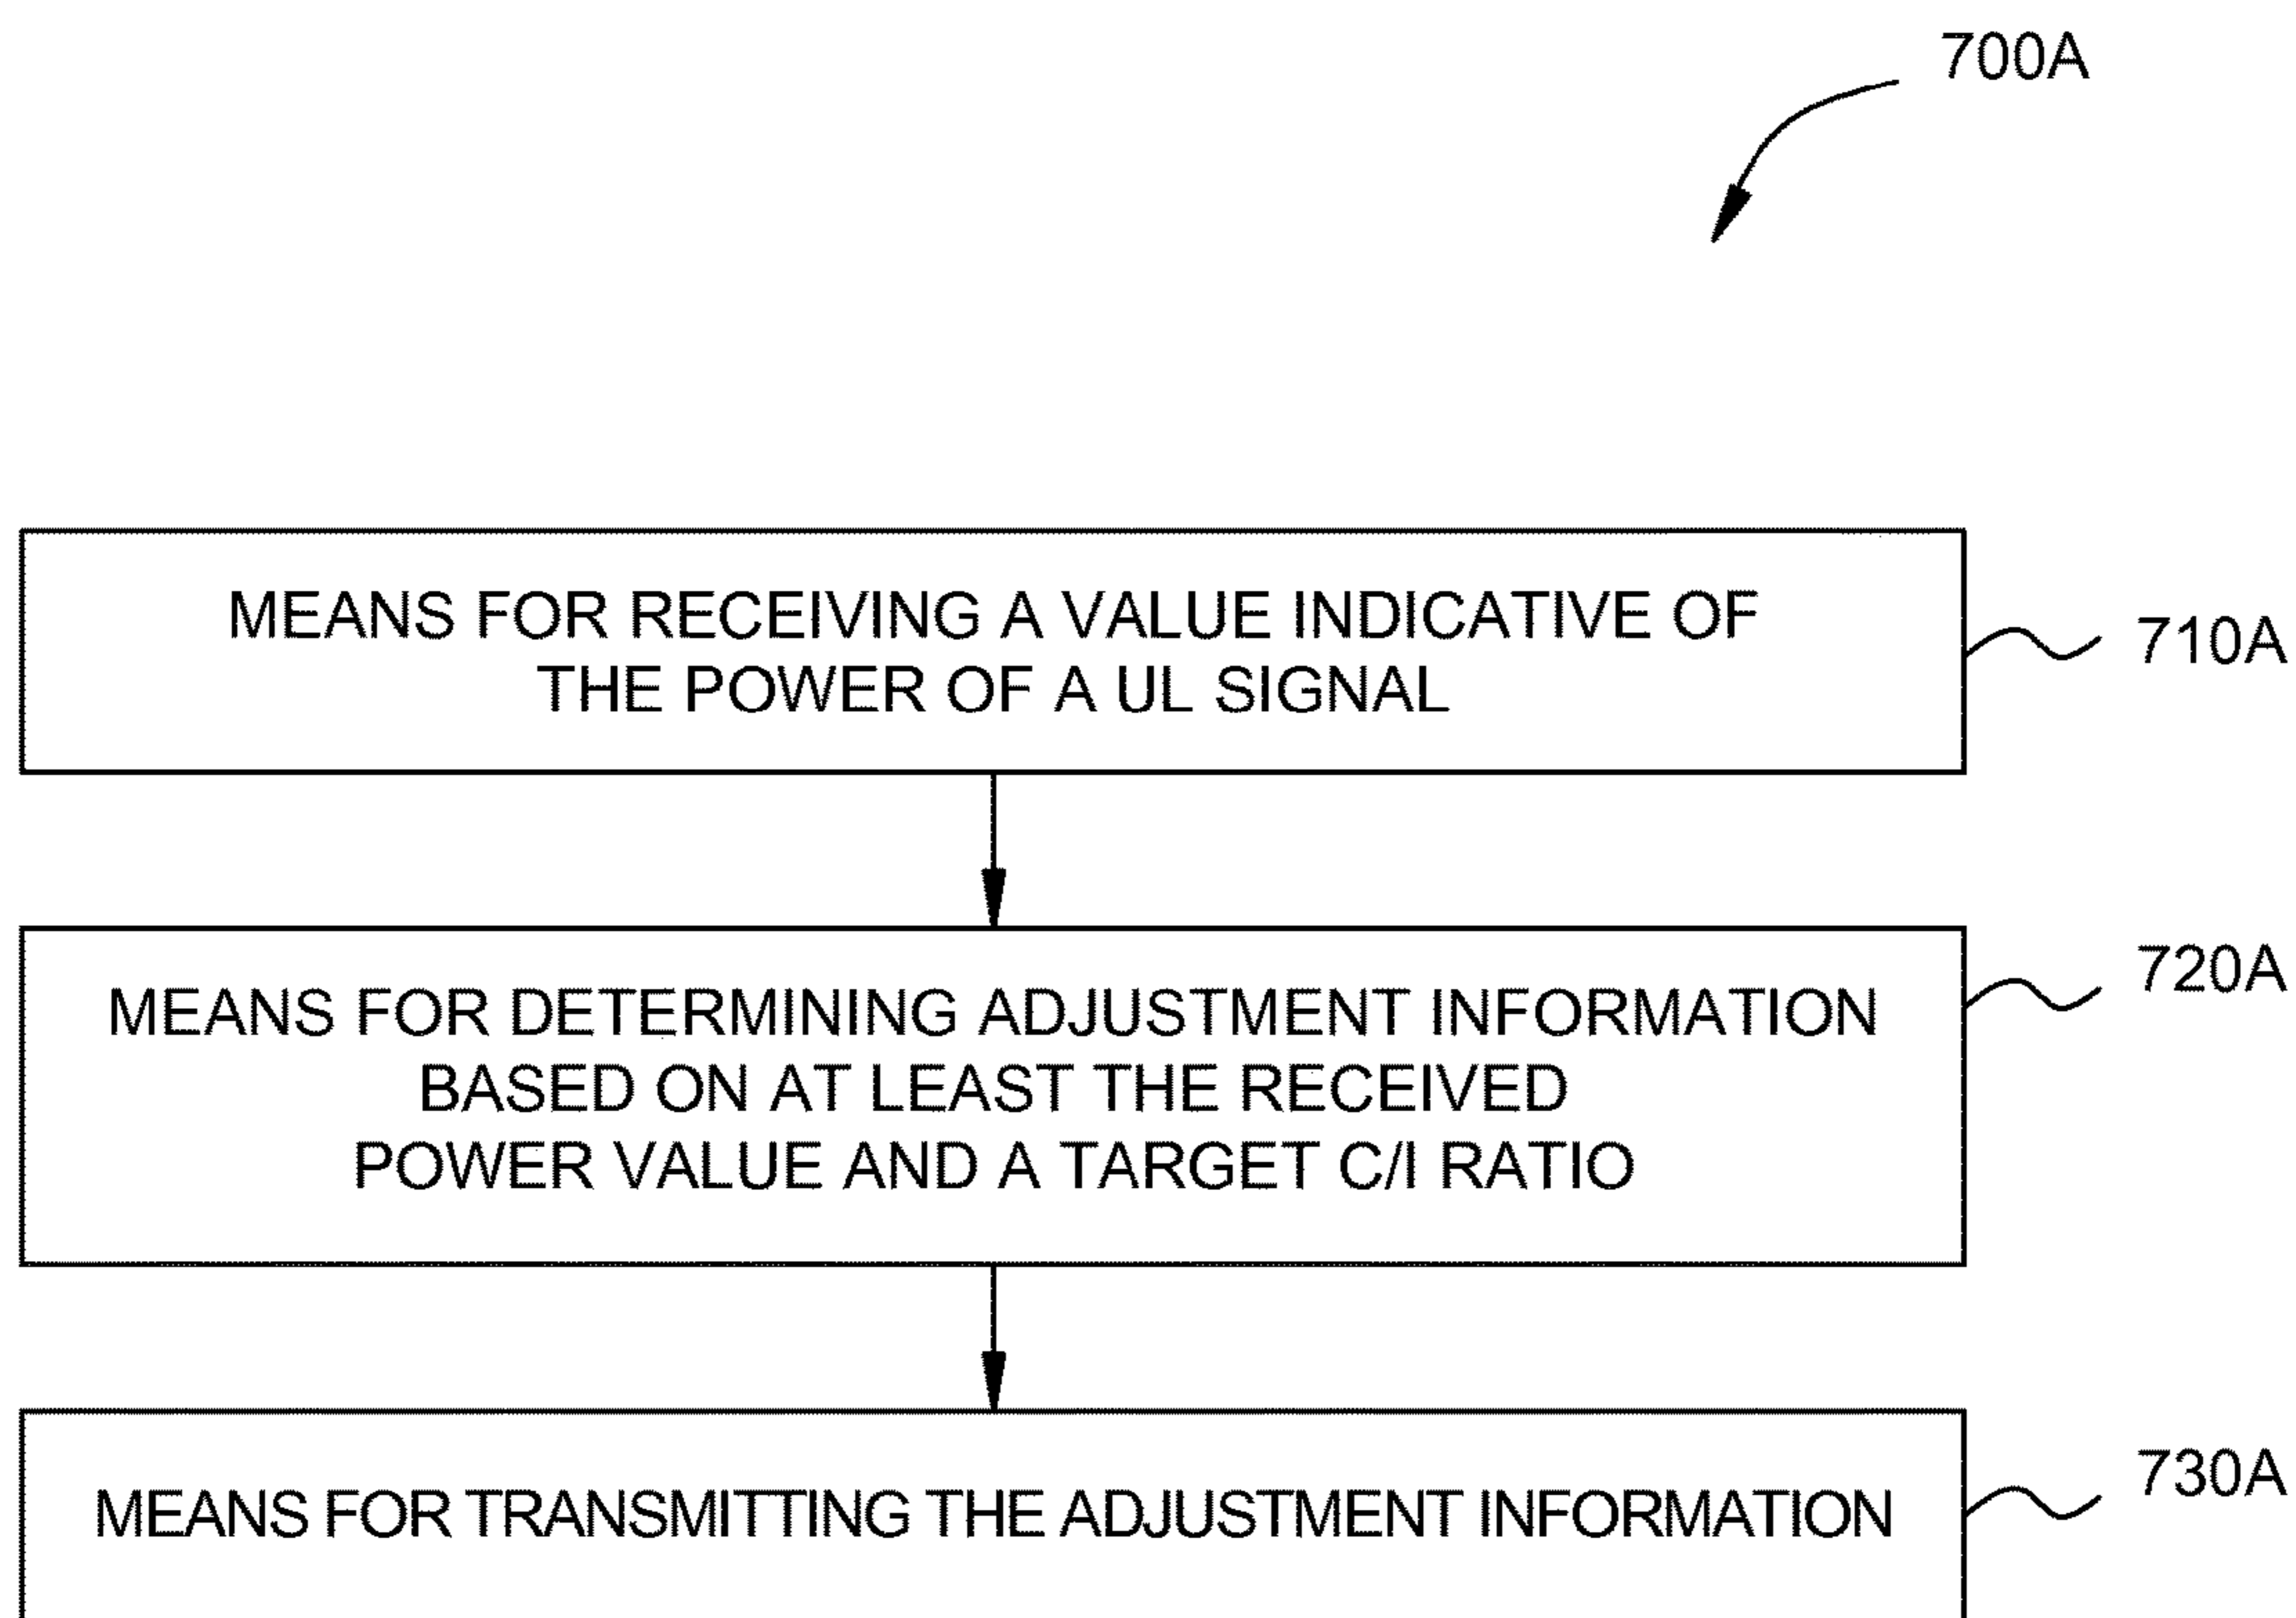 700A
MEANS FOR RECEIVING A VALUE INDICATIVE OF
THE POWER OF A UL SIGNAL
710A
MEANS FOR DETERMINING ADJUSTMENT INFORMATION
BASED ON AT LEAST THE RECEIVED
POWER VALUE AND A TARGET C/I RATIO
720A
MEANS FOR TRANSMITTING THE ADJUSTMENT INFORMATION
730A